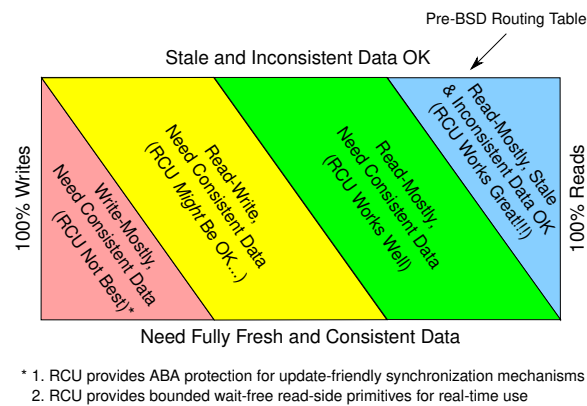 Pre-BSD Routing Table
Stale and Inconsistent Data OK
100% Writes
Write-Mostly,
Need Consistent Data
(RCU Not Best)*
Read-Write,
Need Consistent Data
(RCU Might Be OK...)
Read-Mostly,
Need Consistent Data
(RCU Works Well)
Read-Mostly, Stale
& Inconsistent Data OK
(RCU Works Great!!!)
100% Reads
Need Fully Fresh and Consistent Data
* 1. RCU provides ABA protection for update-friendly synchronization mechanisms
2. RCU provides bounded wait-free read-side primitives for real-time use